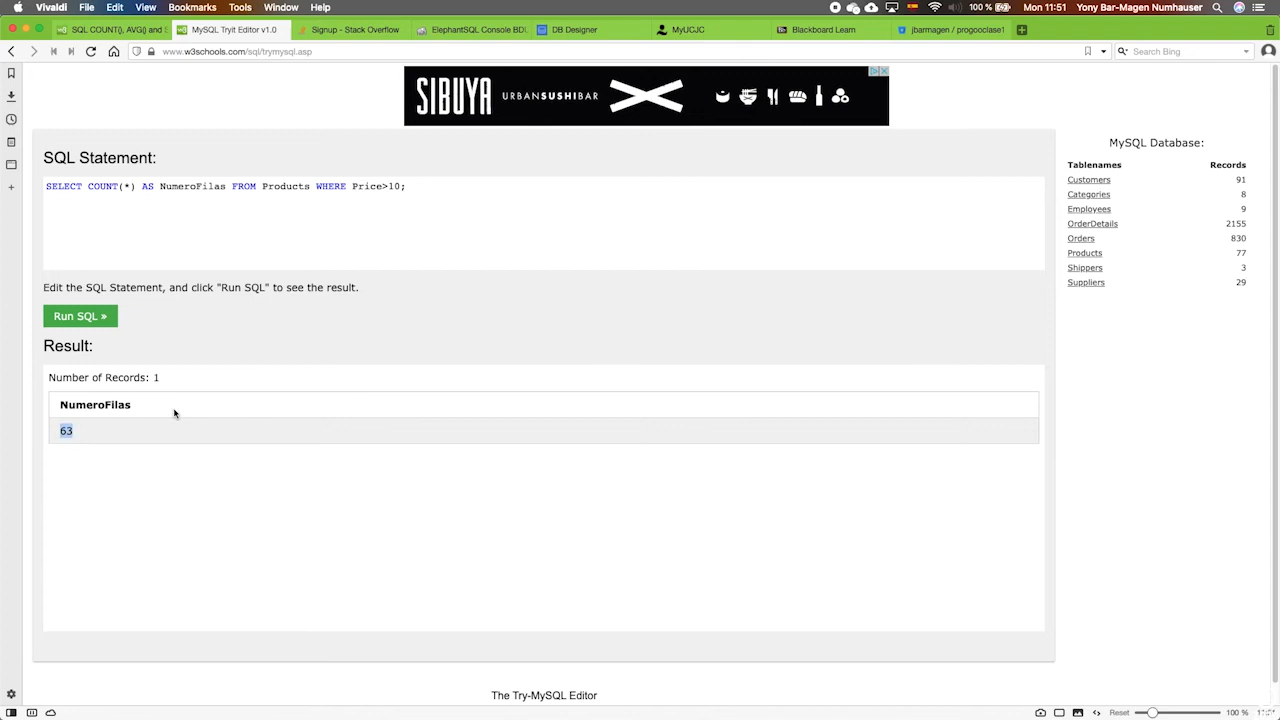 Vivaldi File Edit View Bookmarks Tools Window Help 100 % Mon 11:51 Yony Bar-Magen Numhauser
SQL COUNT(), AVG() and S MySQL Tryit Editor v1.0 Signup - Stack Overflow ElephantSQL Console BDU DB Designer MyUCJC Blackboard Learn jbarmagen / progooclase1
www.w3schools.com/sql/trymysql.asp Search Bing
SIBUYA URBANSUSHIBAR
SQL Statement:
SELECT COUNT(*) AS NumeroFilas FROM Products WHERE Price>10;
Edit the SQL Statement, and click "Run SQL" to see the result.
Run SQL »
Result:
Number of Records: 1
NumeroFilas
63
MySQL Database:
Tablenames Records
Customers 91
Categories 8
Employees 9
OrderDetails 2155
Orders 830
Products 77
Shippers 3
Suppliers 29
The Try-MySQL Editor
Reset 100 %